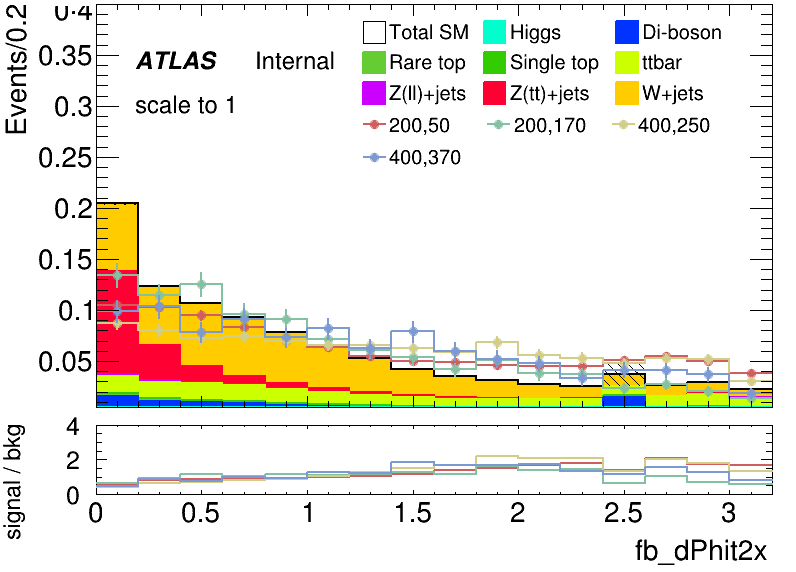 Events/0.2
0.4
0.35
0.3
0.25
0.2
0.15
0.1
0.05
ATLAS Internal
scale to 1
Total SM Higgs Di-boson
Rare top Single top ttbar
Z(ll)+jets Z(tt)+jets W+jets
200,50 200,170 400,250
400,370
signal / bkg
4
2
0
0 0.5 1 1.5 2 2.5 3
fb_dPhit2x